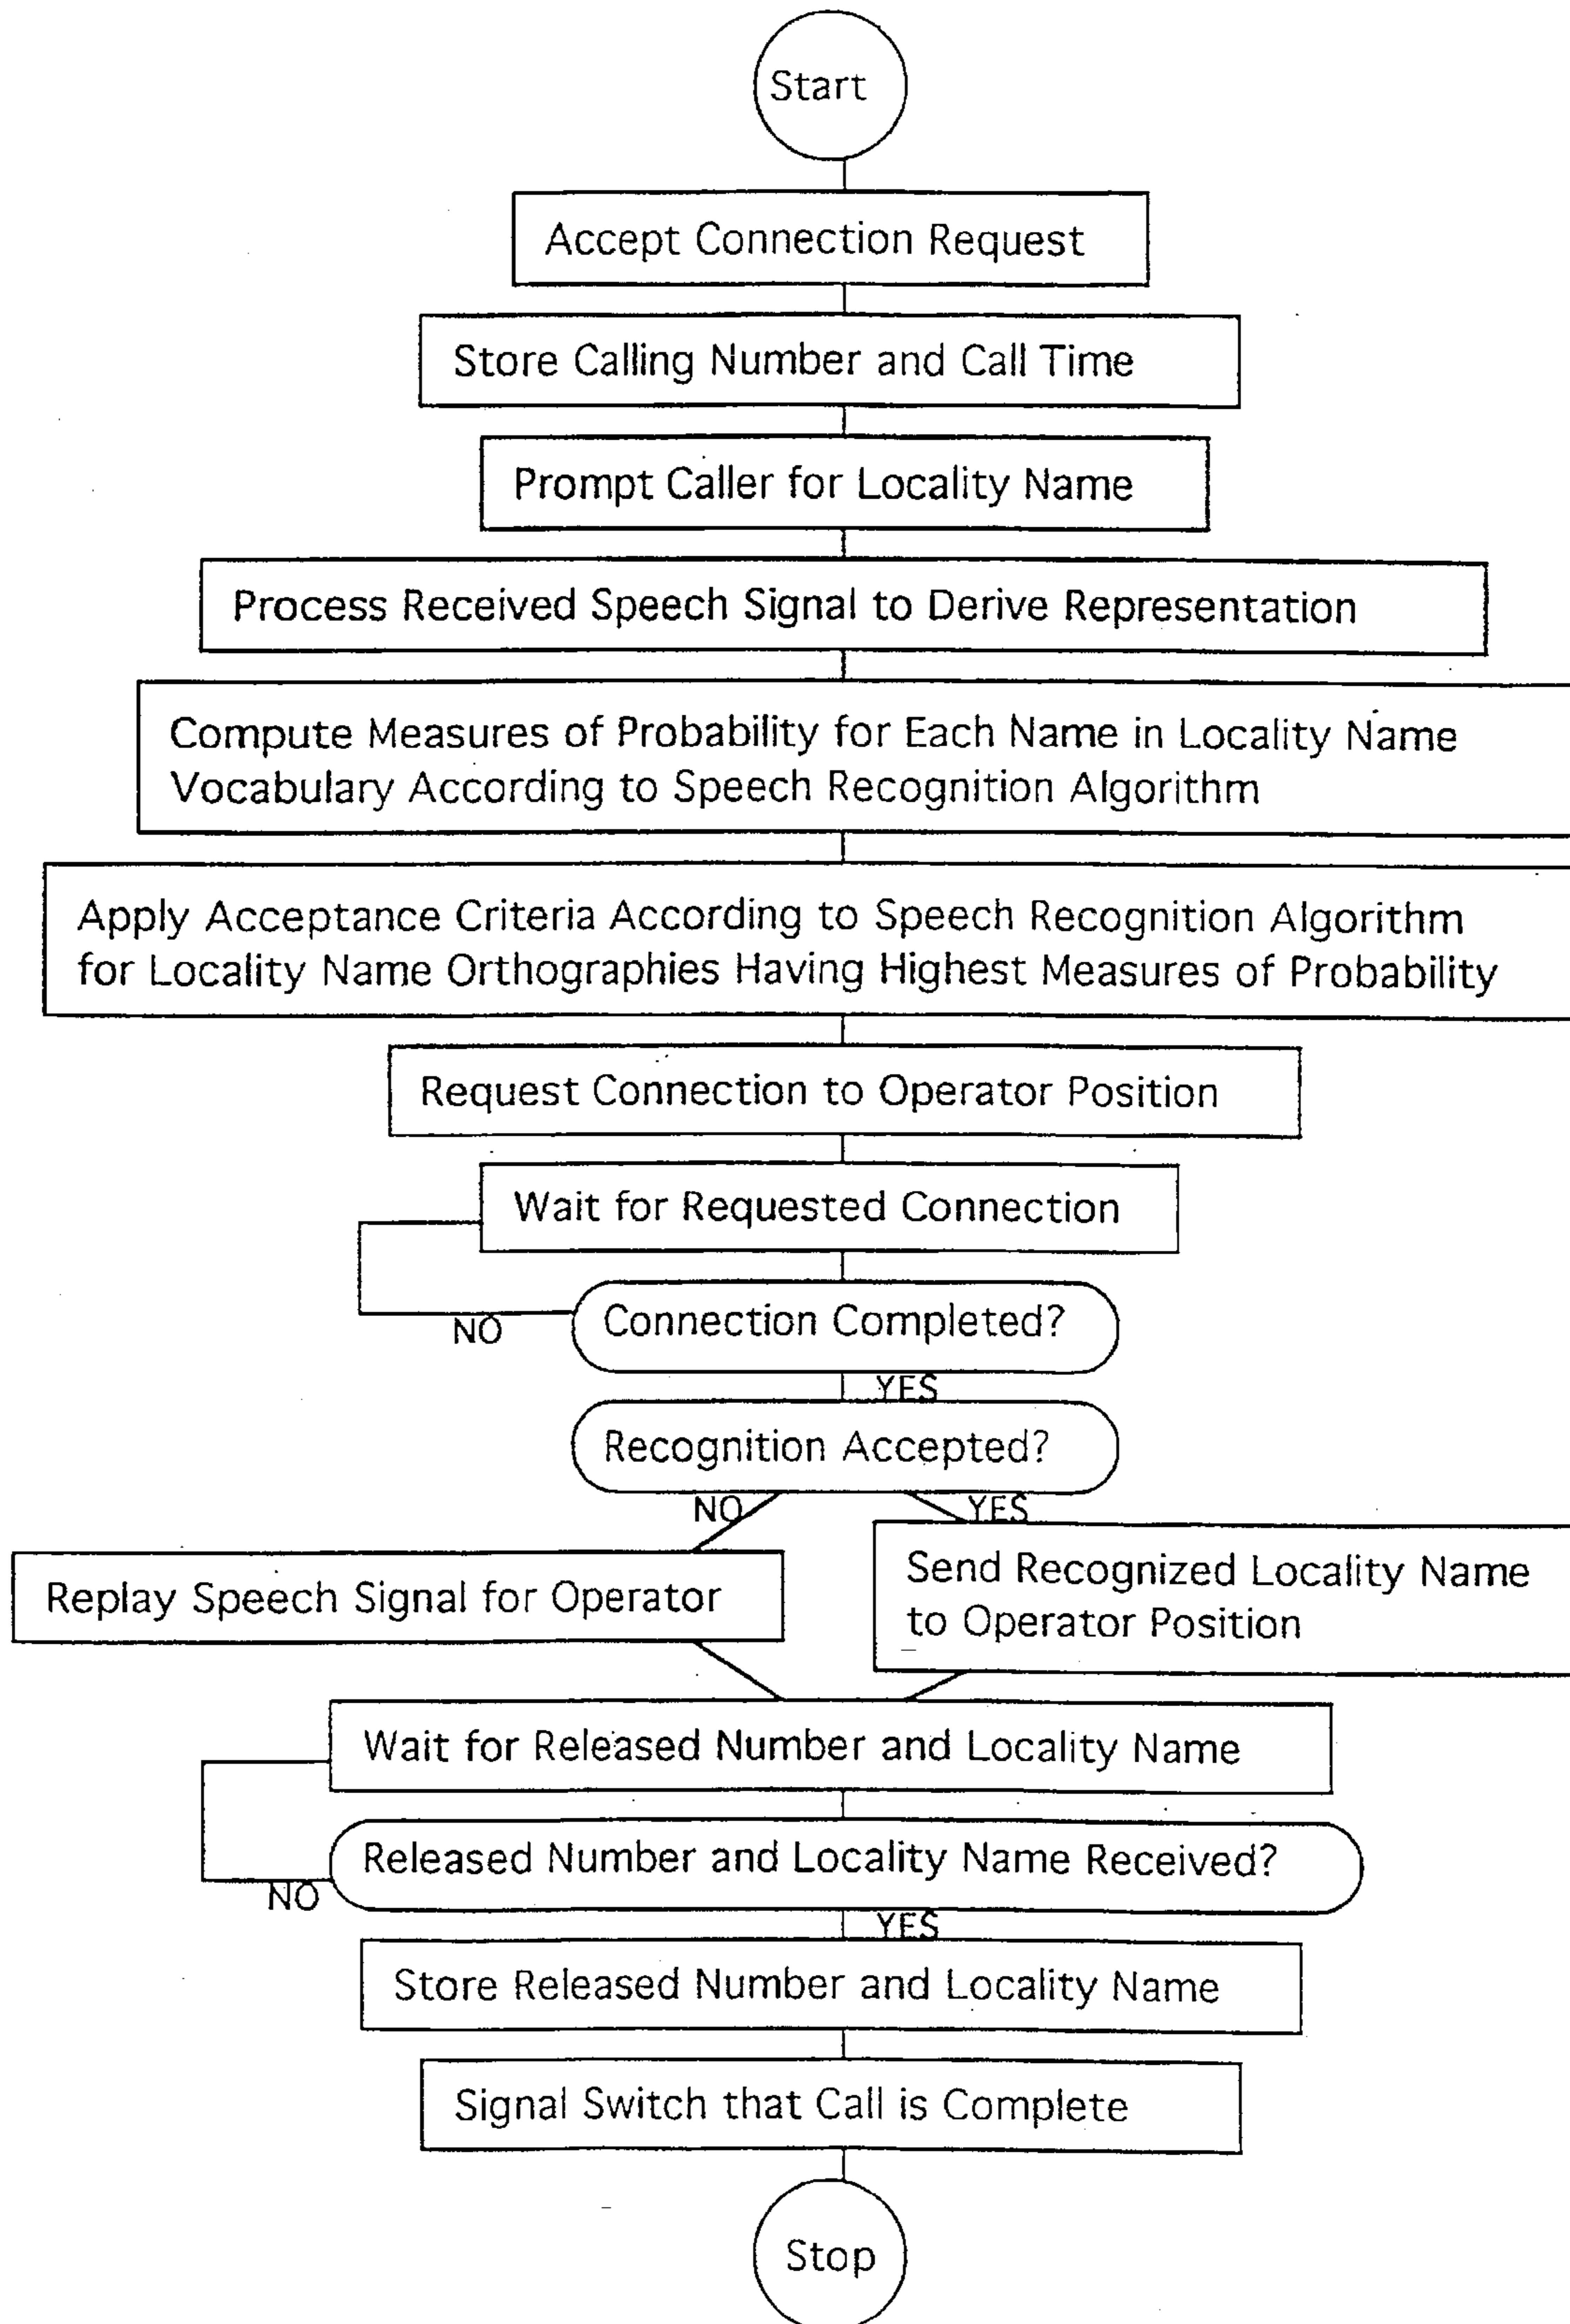 Start
Accept Connection Request
Store Calling Number and Call Time
Prompt Caller for Locality Name
Process Received Speech Signal to Derive Representation
Compute Measures of Probability for Each Name in Locality Name
Vocabulary According to Speech Recognition Algorithm
Apply Acceptance Criteria According to Speech Recognition Algorithm
for Locality Name Orthographies Having Highest Measures of Probability
Request Connection to Operator Position
Wait for Requested Connection
Connection Completed?
NO
YES
Recognition Accepted?
NO
YES
Replay Speech Signal for Operator
Send Recognized Locality Name
to Operator Position
Wait for Released Number and Locality Name
Released Number and Locality Name Received?
NO
YES
Store Released Number and Locality Name
Signal Switch that Call is Complete
Stop